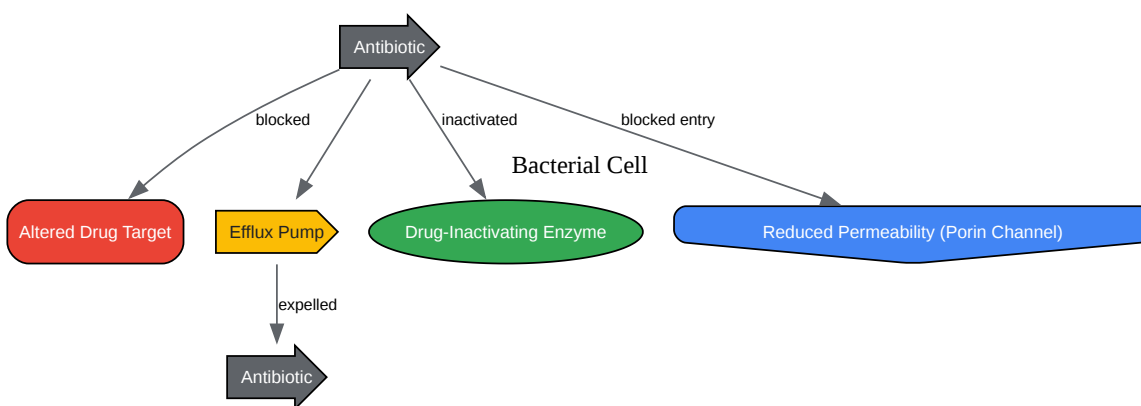 Antibiotic
blocked
inactivated
blocked entry
Bacterial Cell
Altered Drug Target
Efflux Pump
Drug-Inactivating Enzyme
Reduced Permeability (Porin Channel)
expelled
Antibiotic